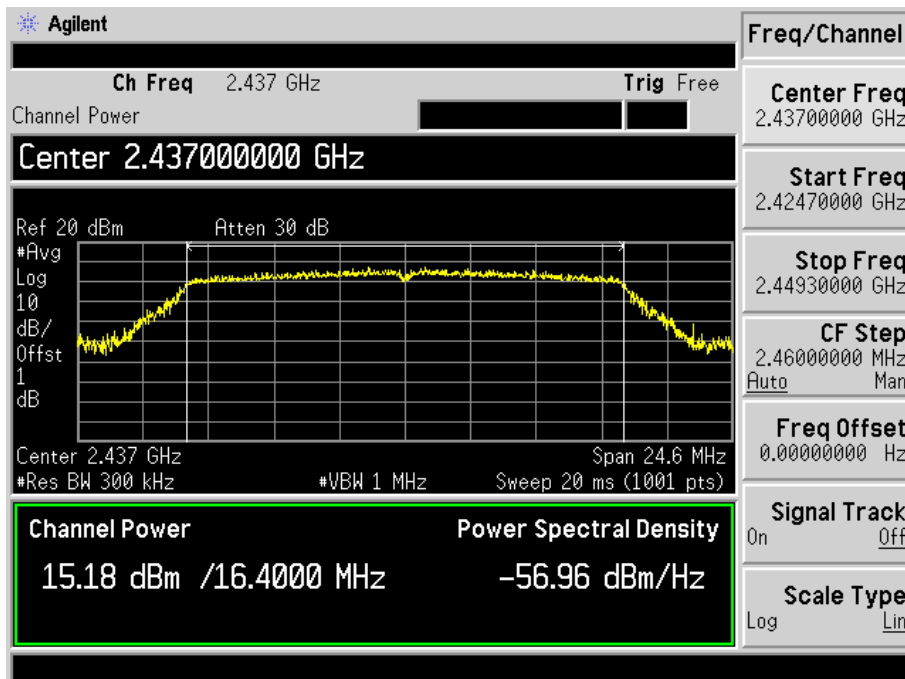 Agilent
Freq/Channel
Ch Freq 2.437 GHz Trig Free
Channel Power
Center 2.437000000 GHz
Ref 20 dBm Atten 30 dB
#Avg
Log
10
dB/
Offst
1
dB
Center 2.437 GHz Span 24.6 MHz
#Res BW 300 kHz #VBW 1 MHz Sweep 20 ms (1001 pts)
Channel Power Power Spectral Density
15.18 dBm /16.4000 MHz -56.96 dBm/Hz
Center Freq
2.43700000 GHz
Start Freq
2.42470000 GHz
Stop Freq
2.44930000 GHz
CF Step
2.46000000 MHz
Auto Man
Freq Offset
0.00000000 Hz
Signal Track
On Off
Scale Type
Log Lin